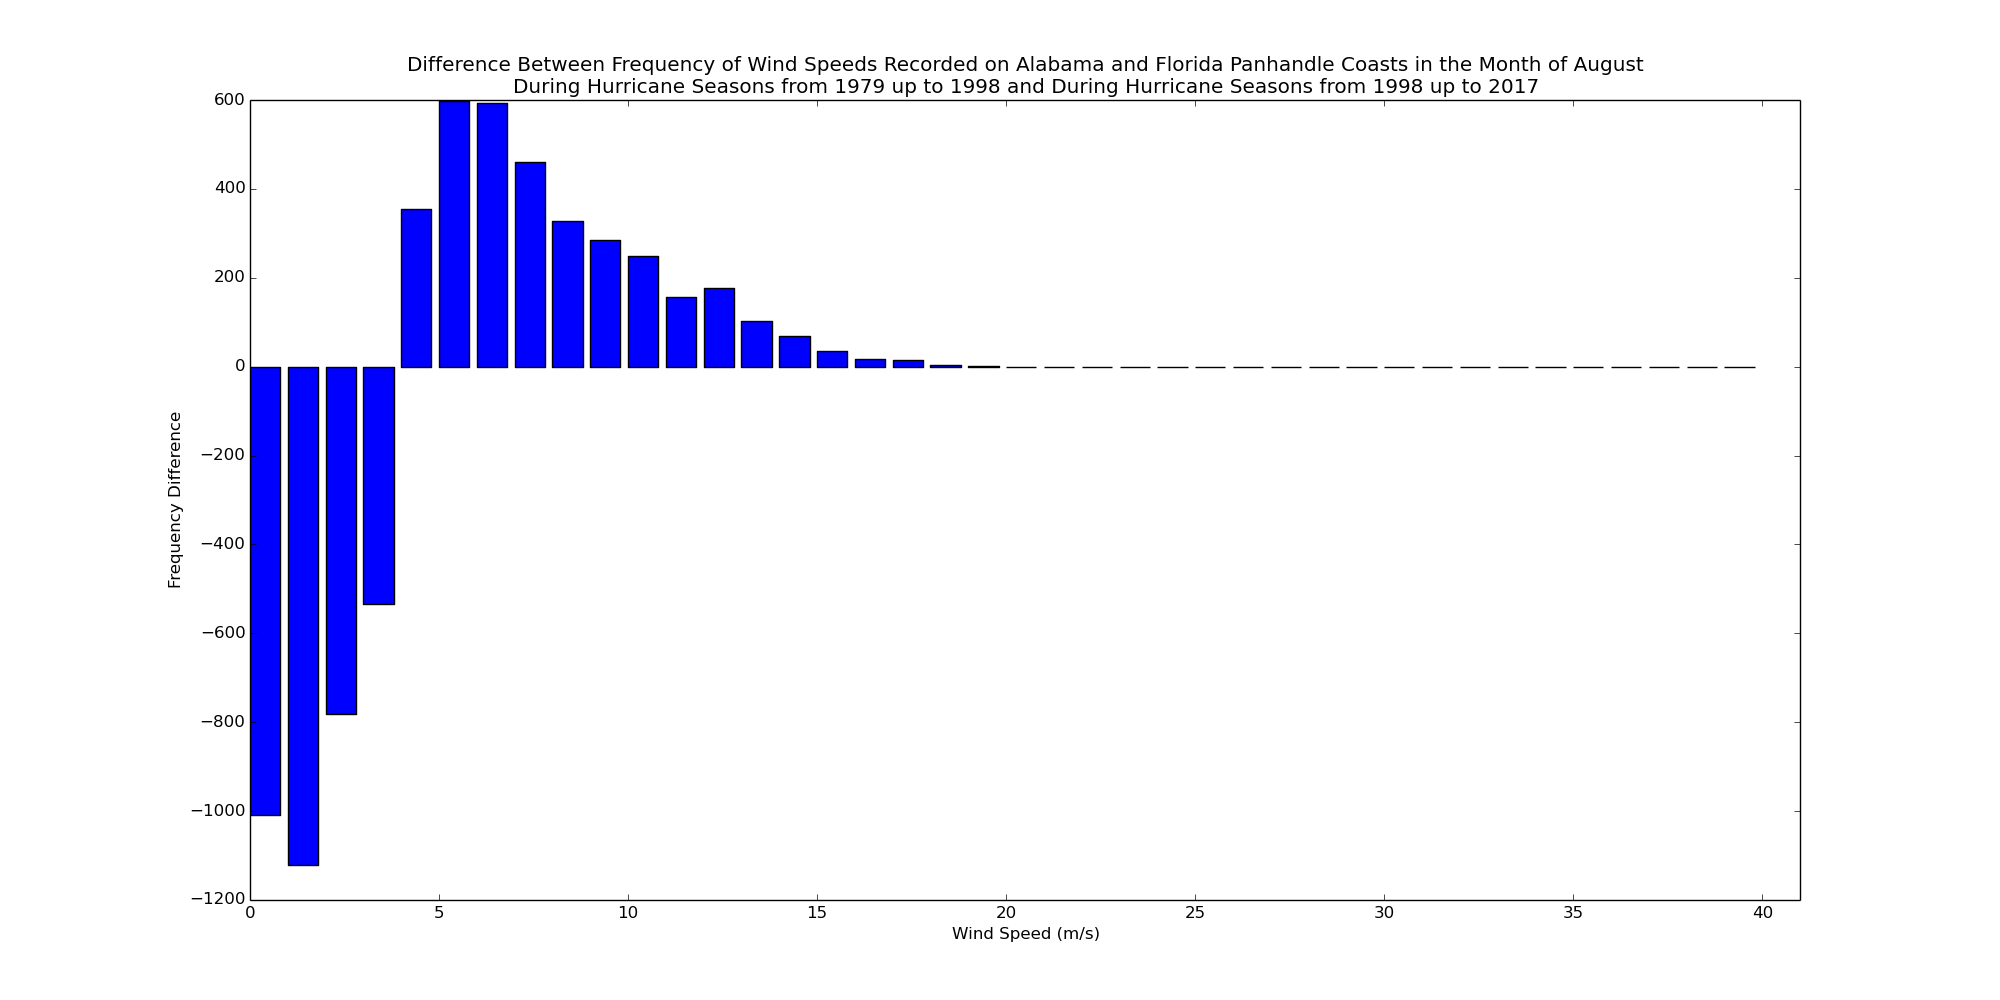 Difference Between Frequency of Wind Speeds Recorded on Alabama and Florida Panhandle Coasts in the Month of August
During Hurricane Seasons from 1979 up to 1998 and During Hurricane Seasons from 1998 up to 2017
600
400
200
0
−200
−400
−600
−800
−1000
−1200
Frequency Difference
0 5 10 15 20 25 30 35 40
Wind Speed (m/s)